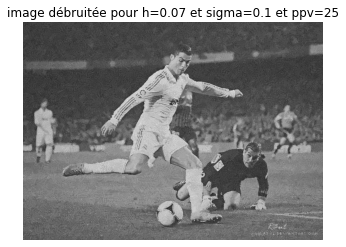 image débruitée pour h=0.07 et sigma=0.1 et ppv=25